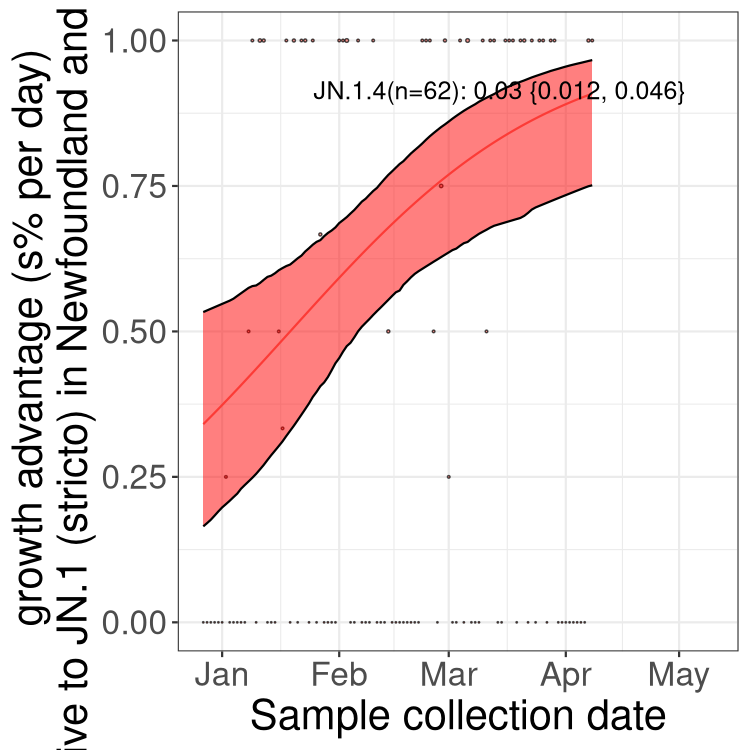 growth advantage (s% per day)
to JN.1 (stricto) in Newfoundland and
1.00
0.75
0.50
0.25
0.00
JN.1.4(n=62): 0.03 {0.012, 0.046}
Jan Feb Mar Apr May
Sample collection date